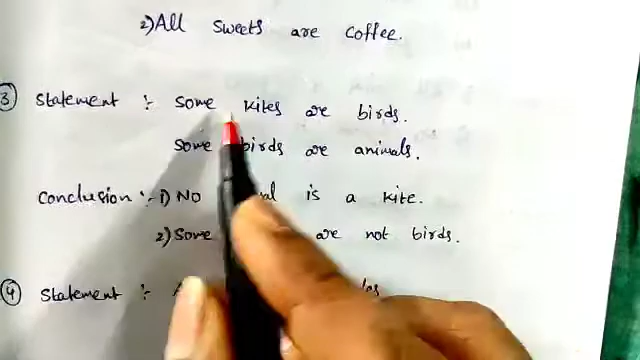 2) All sweets are coffee.
③ Statement :- Some kites are birds.
Some birds are animals.
Conclusion :- 1) No is a kite.
2) Some are not birds.
④ Statement :-